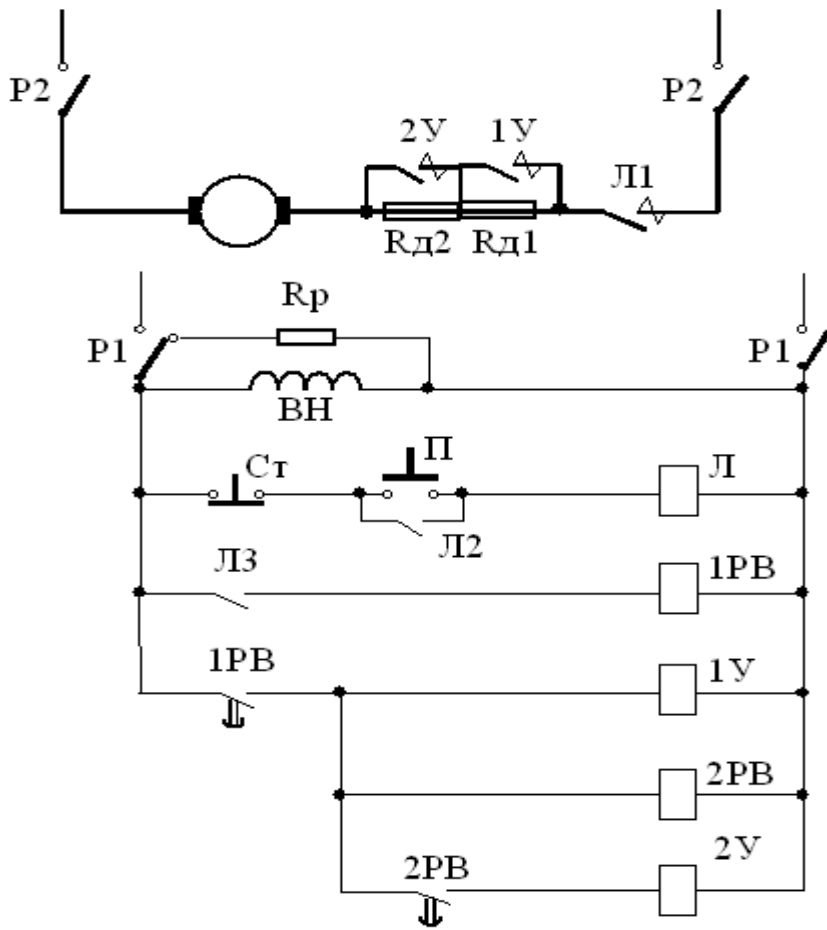 Р2
Р2
2У
1У
Л1
Rд2
Rд1
Rр
Р1
Р1
ВН
Ст
П
Л
Л2
Л3
1РВ
1РВ
1У
2РВ
2РВ
2У